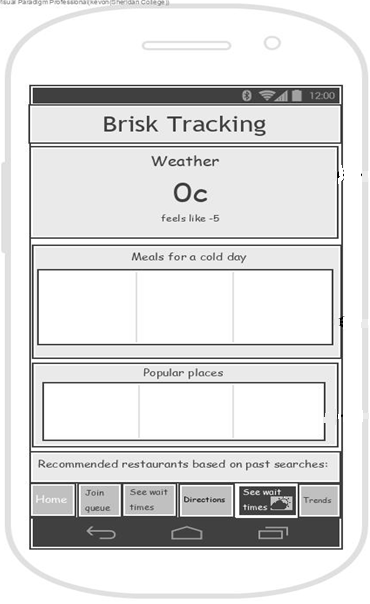 isual Paradigm Professional(kevon(Sheridan College))
12:00
Brisk Tracking
Weather
0c
feels like -5
Meals for a cold day
Popular places
Recommended restaurants based on past searches:
Home
Join
queue
See wait
times
Directions
See wait
times
Trends